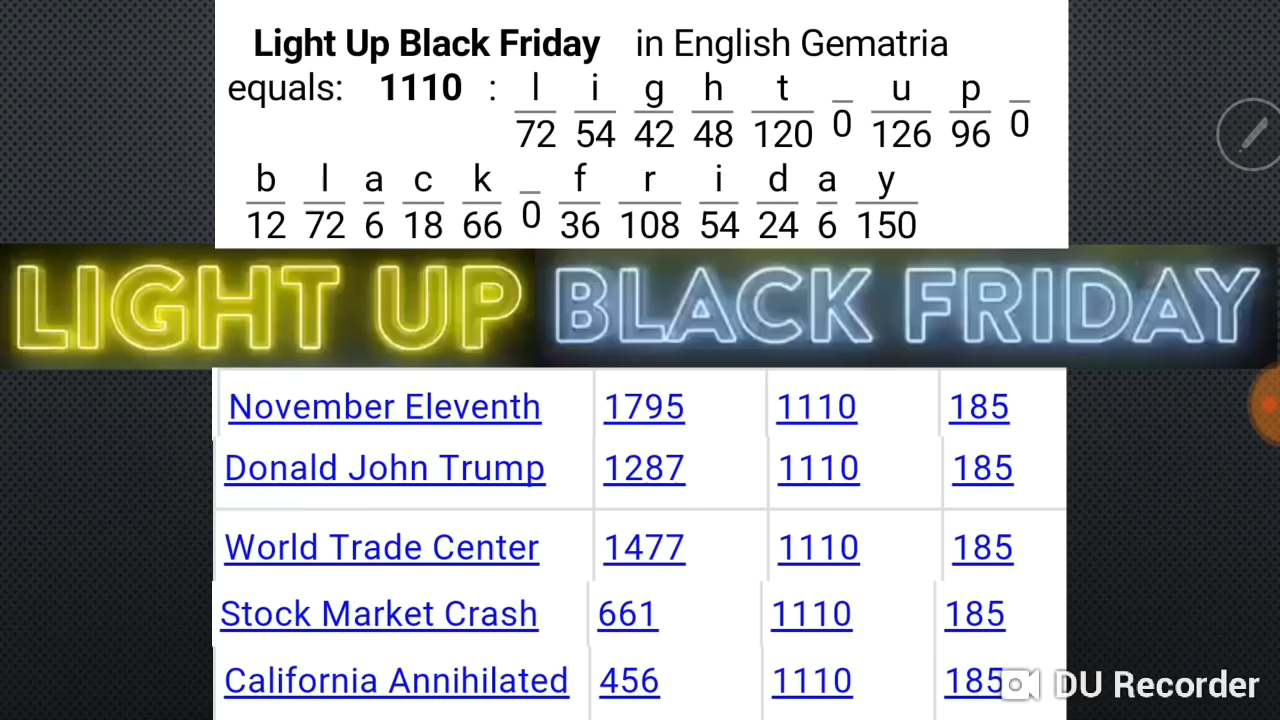 Light Up Black Friday in English Gematria
equals: 1110 : l i g h t _ u p _
72 54 42 48 120 0 126 96 0
b l a c k _ f r i d a y
12 72 6 18 66 0 36 108 54 24 6 150
LIGHT UP BLACK FRIDAY
November Eleventh 1795 1110 185
Donald John Trump 1287 1110 185
World Trade Center 1477 1110 185
Stock Market Crash 661 1110 185
California Annihilated 456 1110 185
DU Recorder